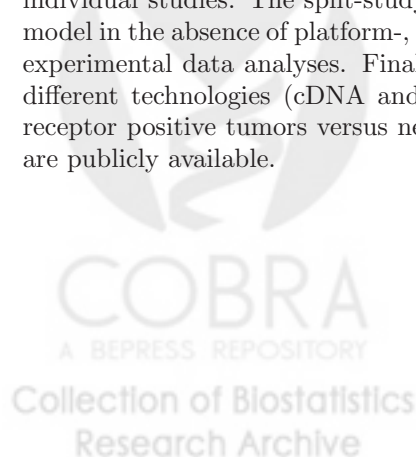 individual studies. The split-study
model in the absence of platform-,
experimental data analyses. Final
different technologies (cDNA and
receptor positive tumors versus ne
are publicly available.
COBRA
A BEPRESS REPOSITORY
Collection of Biostatistics
Research Archive